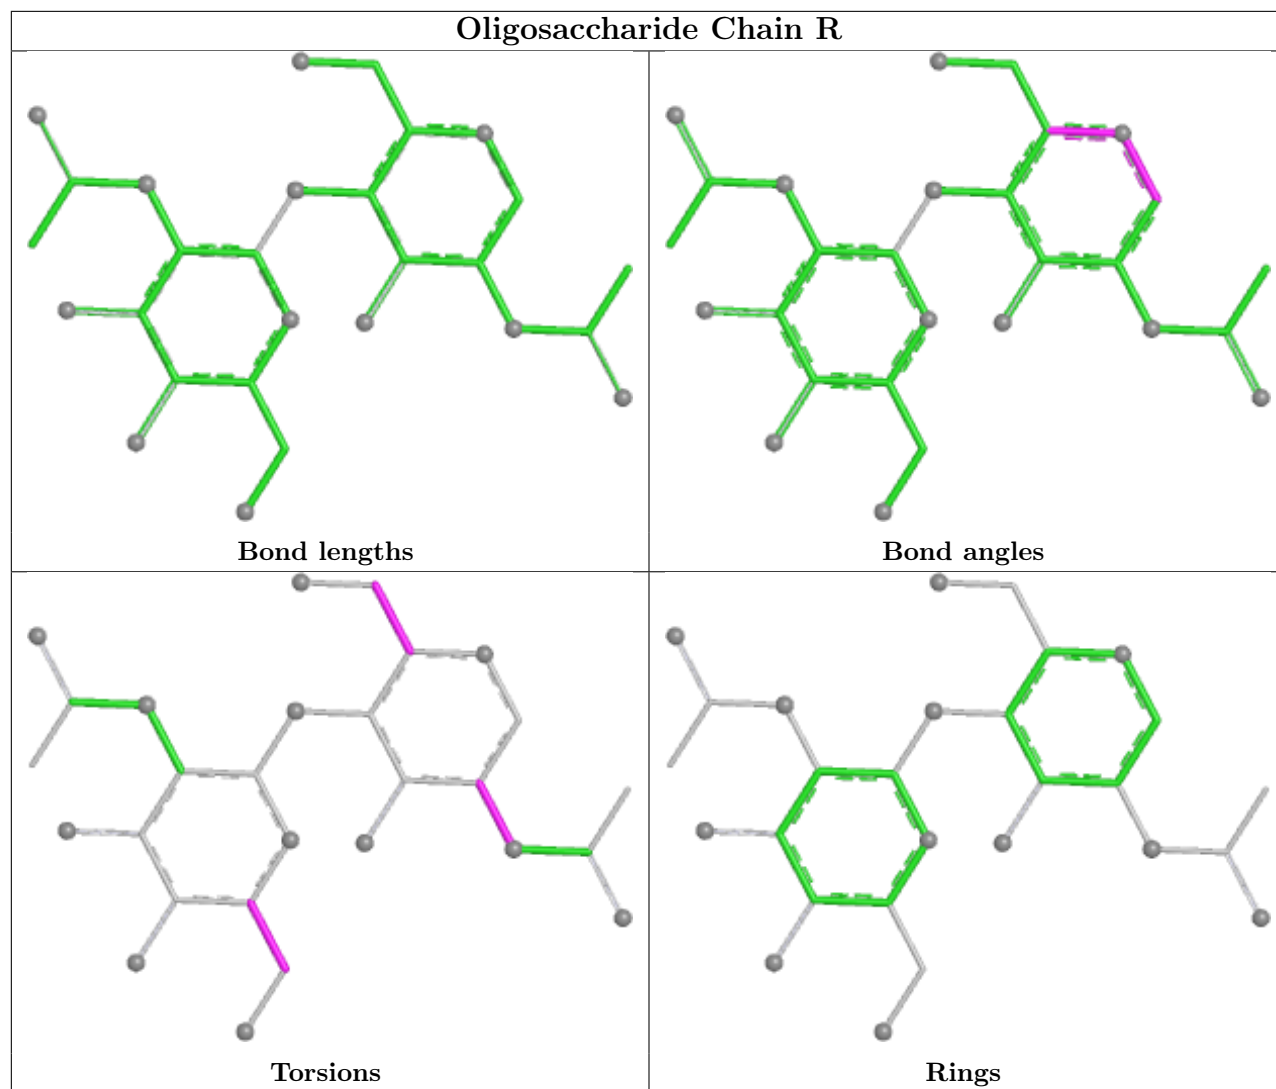 Oligosaccharide Chain R
Bond lengths
Bond angles
Torsions
Rings